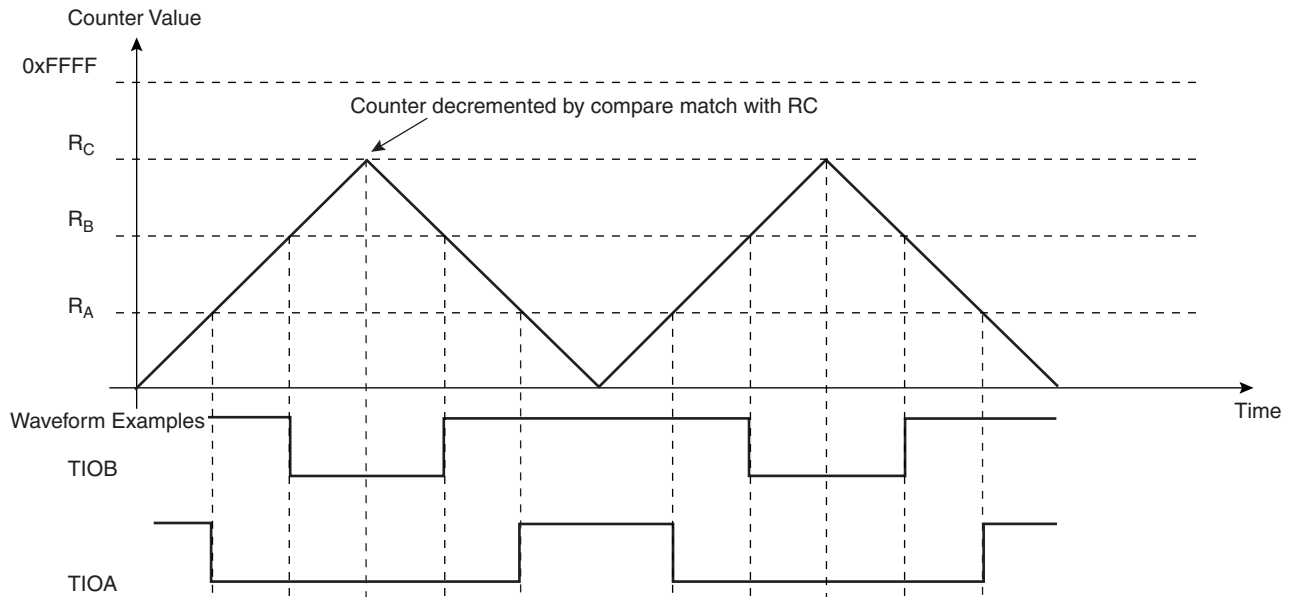 Counter Value
0xFFFF
Counter decremented by compare match with RC
RC
RB
RA
Time
Waveform Examples
TIOB
TIOA